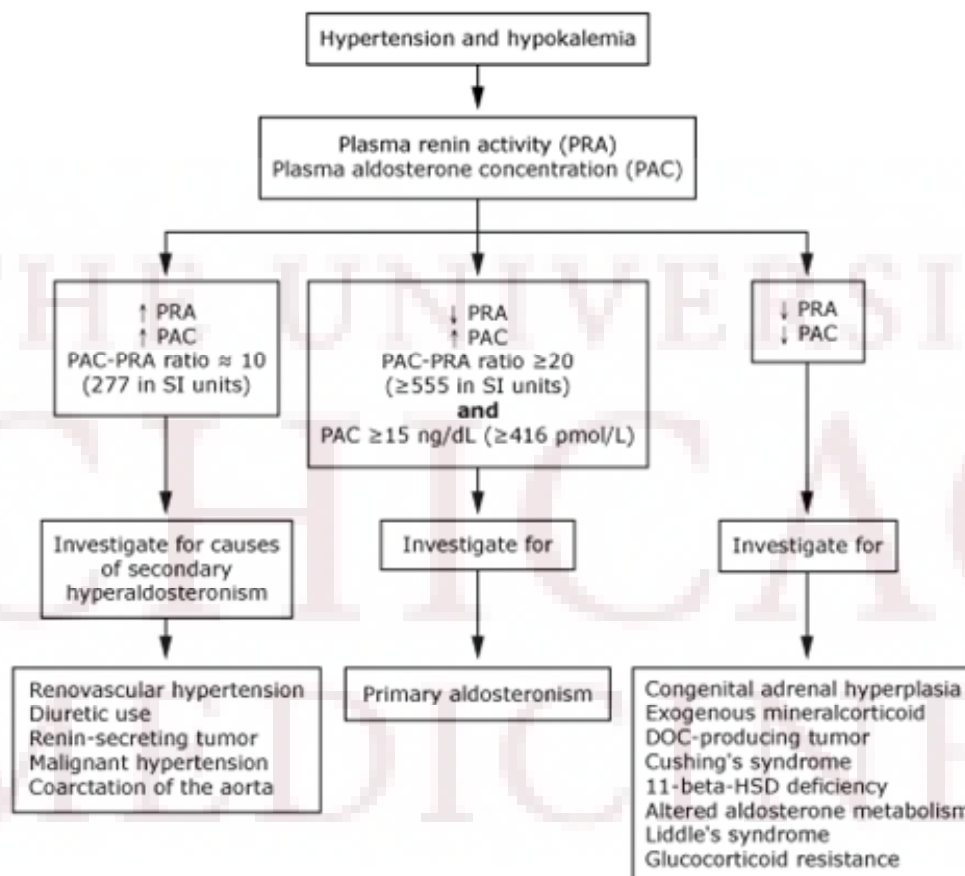 Hypertension and hypokalemia
Plasma renin activity (PRA)
Plasma aldosterone concentration (PAC)
↑ PRA
↑ PAC
PAC-PRA ratio ≈ 10
(277 in SI units)
↓ PRA
↑ PAC
PAC-PRA ratio ≥20
(≥555 in SI units)
and
PAC ≥15 ng/dL (≥416 pmol/L)
↓ PRA
↓ PAC
Investigate for causes
of secondary
hyperaldosteronism
Investigate for
Investigate for
Renovascular hypertension
Diuretic use
Renin-secreting tumor
Malignant hypertension
Coarctation of the aorta
Primary aldosteronism
Congenital adrenal hyperplasia
Exogenous mineralcorticoid
DOC-producing tumor
Cushing's syndrome
11-beta-HSD deficiency
Altered aldosterone metabolism
Liddle's syndrome
Glucocorticoid resistance
THE UNIVERSI
CHICAG
MEDICINE